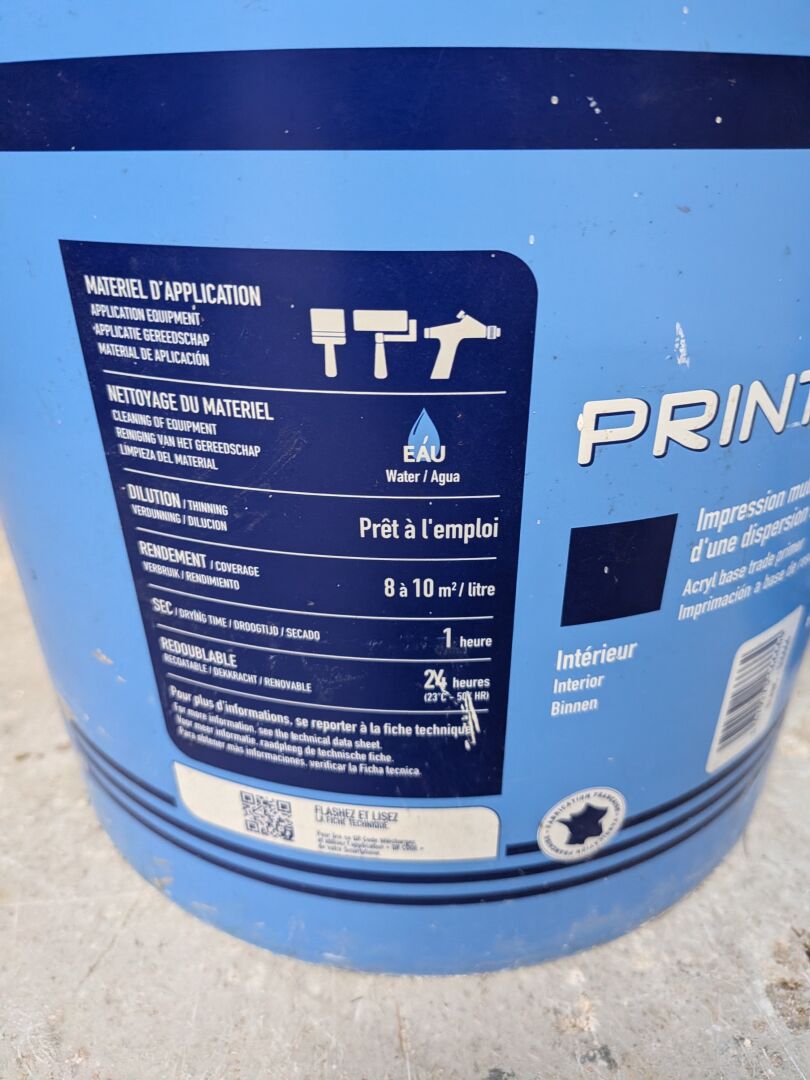 MATERIEL D'APPLICATION
APPLICATION EQUIPMENT
APPLICATIE GEREEDSCHAP
MATERIAL DE APLICACIÓN
NETTOYAGE DU MATERIEL
CLEANING OF EQUIPMENT
REINIGING VAN HET GEREEDSCHAP
LIMPIEZA DEL MATERIAL
EAU
Water / Agua
DILUTION / THINNING
VERDUNNING / DILUCION
Prêt à l'emploi
RENDEMENT / COVERAGE
VERBRUIK / RENDIMIENTO
8 à 10 m² / litre
SEC / DRYING TIME / DROOGTIJD / SECADO
1 heure
REDOUBLABLE
RECOATABLE / DEKKRACHT / RENOVABLE
24 heures
(23°C - 50% HR)
Pour plus d'informations, se reporter à la fiche technique
For more information, see the technical data sheet.
Voor meer informatie, raadpleeg de technische fiche.
Para obtener más informaciones, verificar la Ficha tecnica.
FLASHEZ ET LISEZ
LA FICHE TECHNIQUE
PRINT
Impression
d'une dispersion
Acryl base trade primer
Imprimación a base de
Intérieur
Interior
Binnen
FABRICATION FRANÇAISE